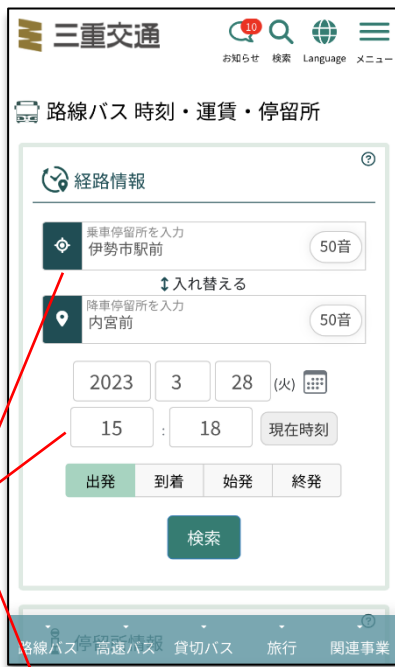 三重交通
10
お知らせ 検索 Language メニュー
路線バス 時刻・運賃・停留所
経路情報
乗車停留所を入力
伊勢市駅前
50音
入れ替える
降車停留所を入力
内宮前
50音
2023 3 28 (火)
15 : 18 現在時刻
出発 到着 始発 終発
検索
停留所情報
路線バス 高速バス 貸切バス 旅行 関連事業